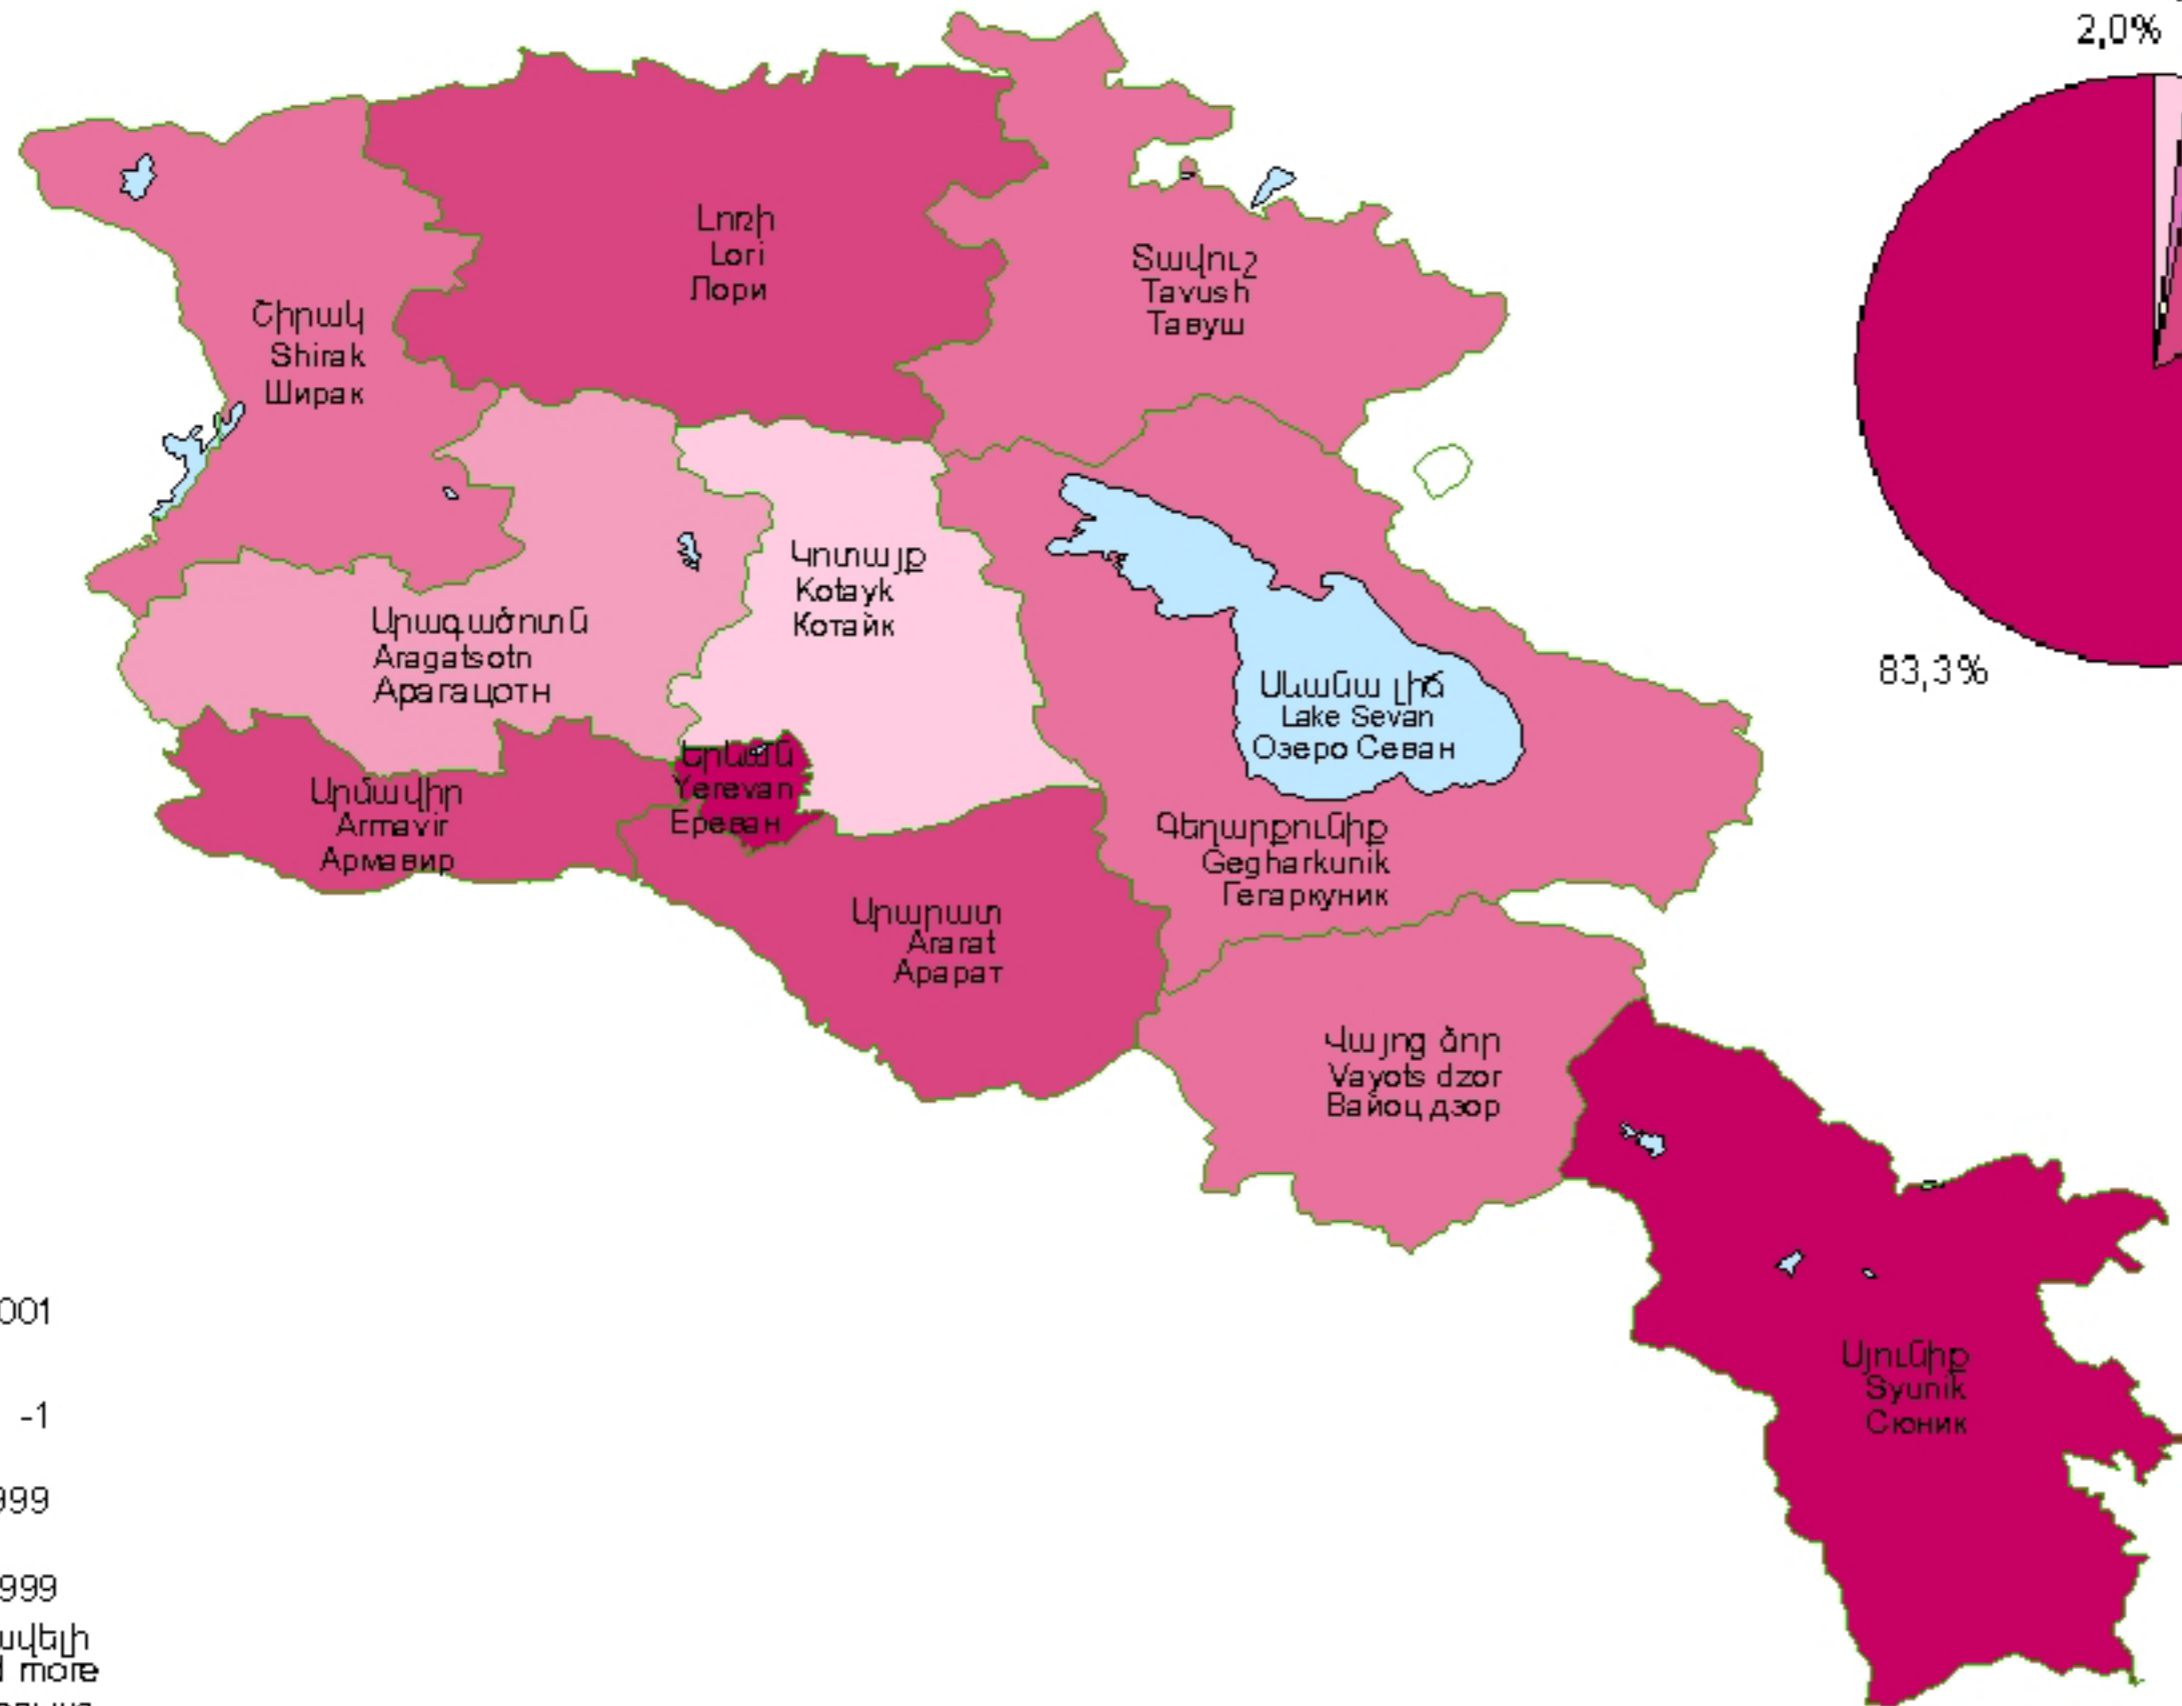 2,0%
Լոռի
Lori
Лори
Տավուշ
Tavush
Тавуш
Շիրակ
Shirak
Ширак
Կոտայք
Kotayk
Котайк
Արագածոտն
Aragatsotn
Арагацотн
83,3%
Սևանա լիճ
Lake Sevan
Озеро Севан
Երևան
Yerevan
Ереван
Արմավիր
Armavir
Армавир
Գեղարքունիք
Gegharkunik
Гегаркуник
Արարատ
Ararat
Арарат
Վայոց ձոր
Vayots dzor
Вайоц дзор
Սյունիք
Syunik
Сюник
001
-1
999
999
ավելի
more